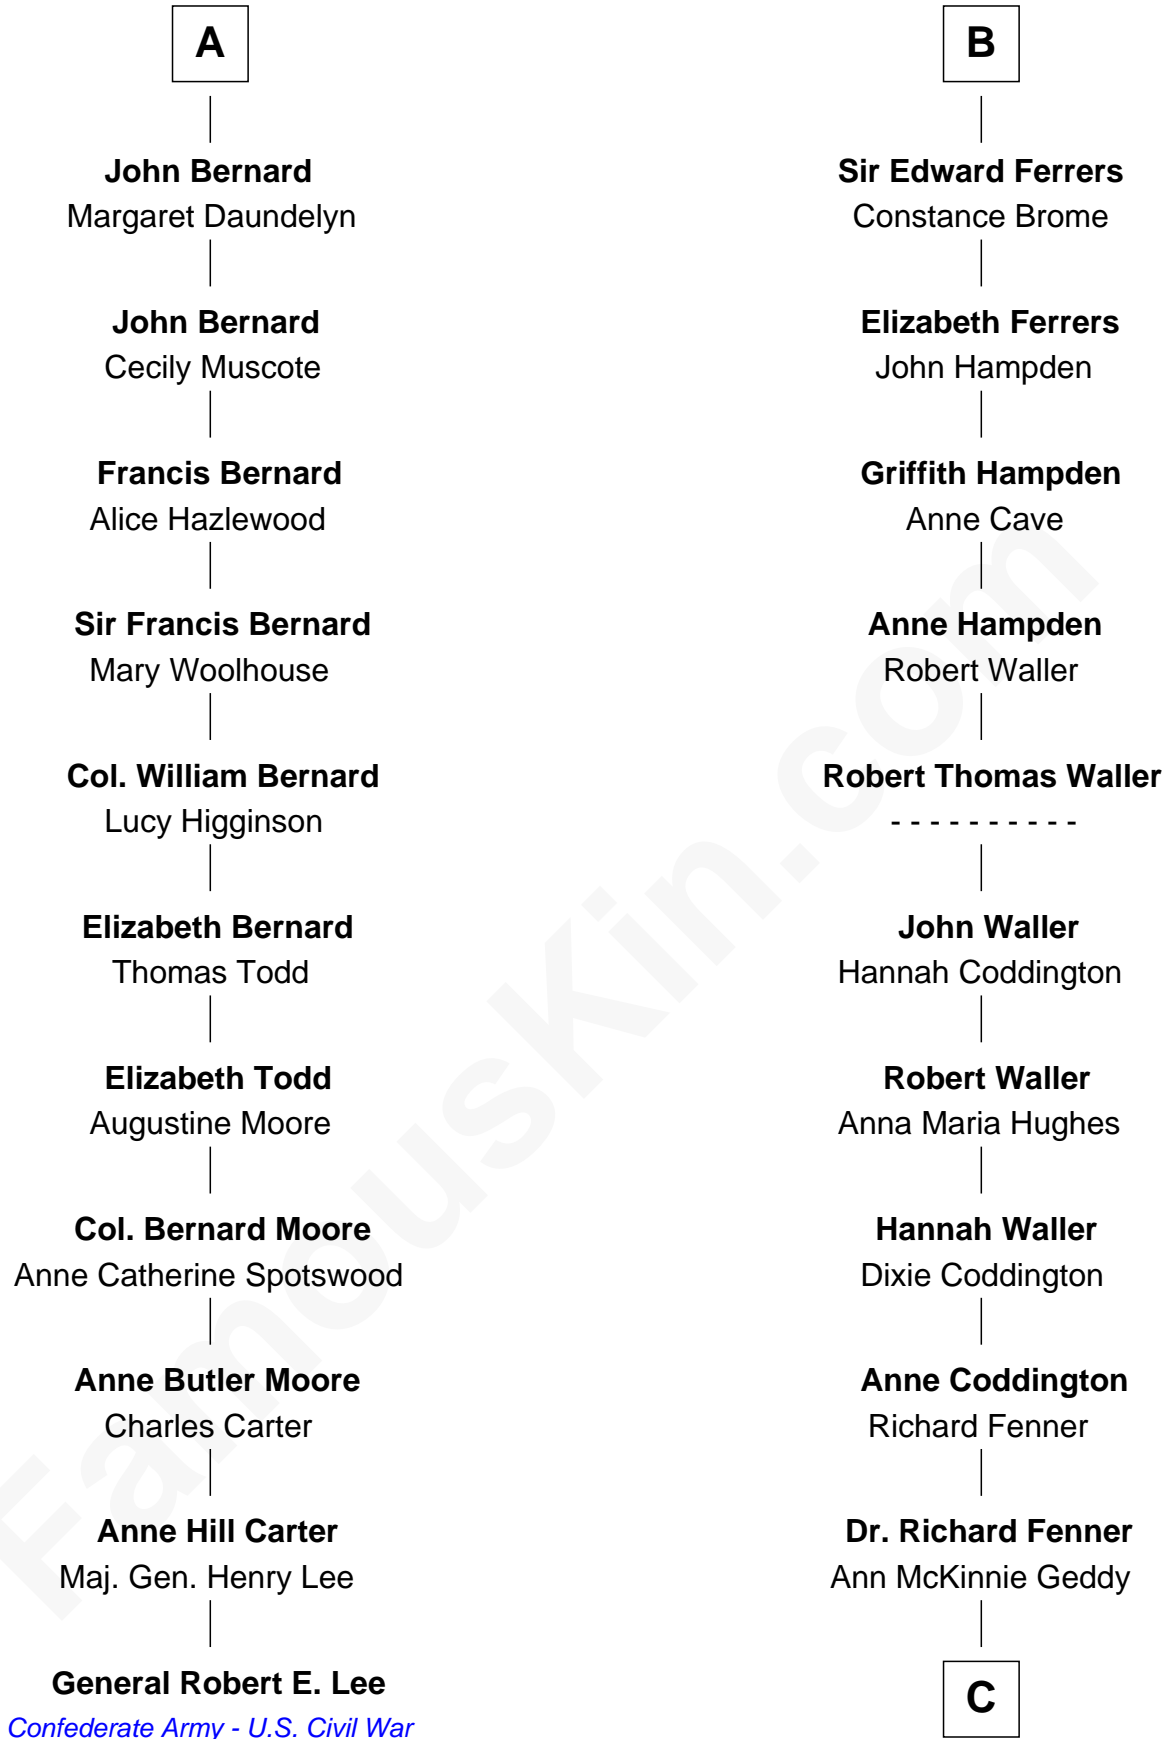 A
John Bernard
Margaret Daundelyn
John Bernard
Cecily Muscote
Francis Bernard
Alice Hazlewood
Sir Francis Bernard
Mary Woolhouse
Col. William Bernard
Lucy Higginson
Elizabeth Bernard
Thomas Todd
Elizabeth Todd
Augustine Moore
Col. Bernard Moore
Anne Catherine Spotswood
Anne Butler Moore
Charles Carter
Anne Hill Carter
Maj. Gen. Henry Lee
General Robert E. Lee
Confederate Army - U.S. Civil War
B
Sir Edward Ferrers
Constance Brome
Elizabeth Ferrers
John Hampden
Griffith Hampden
Anne Cave
Anne Hampden
Robert Waller
Robert Thomas Waller
- - - - - - - - - -
John Waller
Hannah Coddington
Robert Waller
Anna Maria Hughes
Hannah Waller
Dixie Coddington
Anne Coddington
Richard Fenner
Dr. Richard Fenner
Ann McKinnie Geddy
C
FamousKin.com